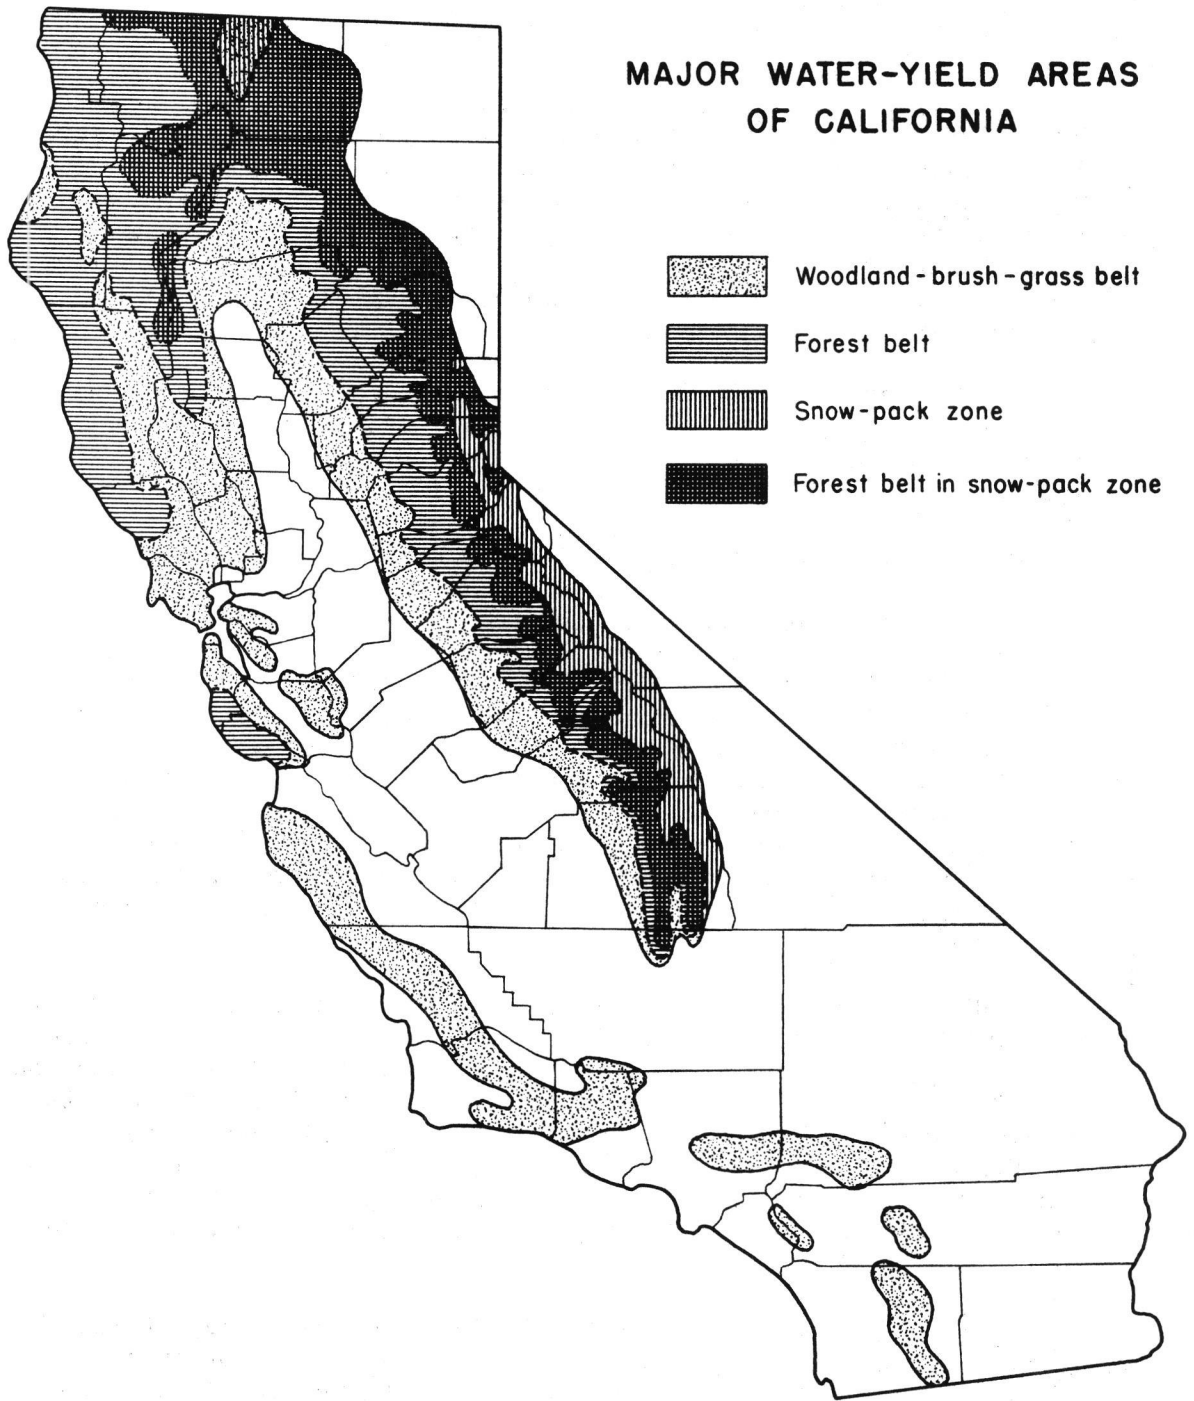 MAJOR WATER-YIELD AREAS
OF CALIFORNIA
Woodland-brush-grass belt
Forest belt
Snow-pack zone
Forest belt in snow-pack zone